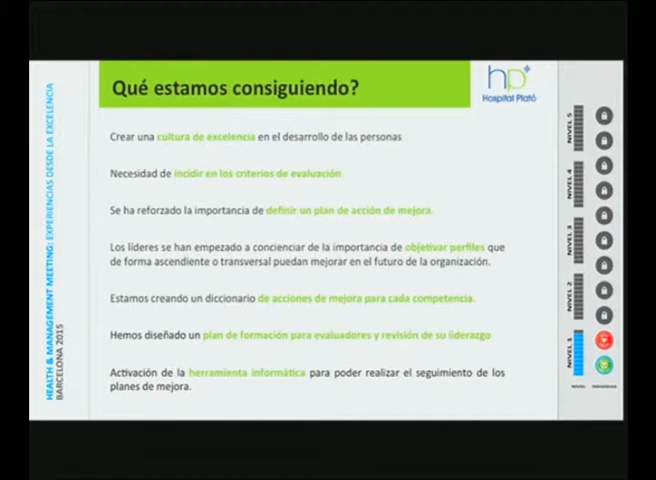 Qué estamos consiguiendo?
hp
Hospital Plató
HEALTH & MANAGEMENT MEETING: EXPERIENCIAS DESDE LA EXCELENCIA
BARCELONA 2015
Crear una cultura de excelencia en el desarrollo de las personas
Necesidad de incidir en los criterios de evaluación
Se ha reforzado la importancia de definir un plan de acción de mejora.
Los líderes se han empezado a concienciar de la importancia de objetivar perfiles que
de forma ascendiente o transversal puedan mejorar en el futuro de la organización.
Estamos creando un diccionario de acciones de mejora para cada competencia.
Hemos diseñado un plan de formación para evaluadores y revisión de su liderazgo
Activación de la herramienta informática para poder realizar el seguimiento de los
planes de mejora.
NIVEL 5
NIVEL 4
NIVEL 3
NIVEL 2
NIVEL 1
NIVEL